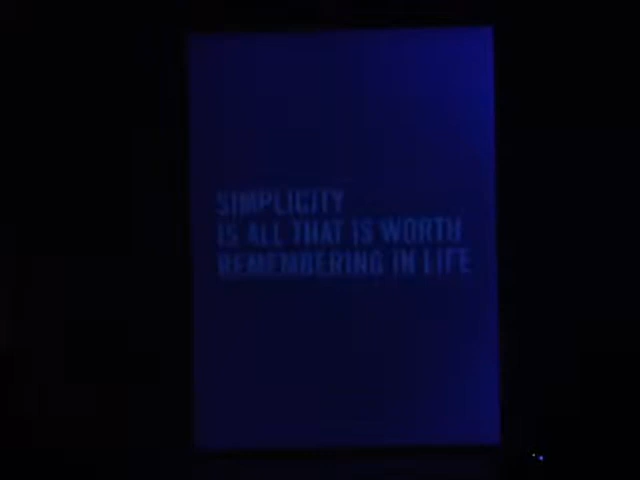 SIMPLICITY
IS ALL THAT IS WORTH
REMEMBERING IN LIFE